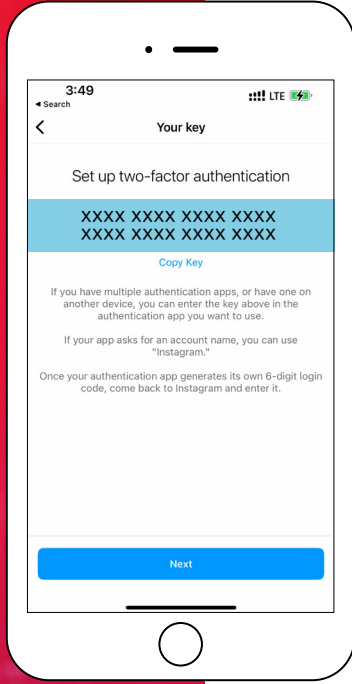 3:49
LTE
◄ Search
Your key
Set up two-factor authentication
XXXX XXXX XXXX XXXX
XXXX XXXX XXXX XXXX
Copy Key
If you have multiple authentication apps, or have one on
another device, you can enter the key above in the
authentication app you want to use.
If your app asks for an account name, you can use
"Instagram."
Once your authentication app generates its own 6-digit login
code, come back to Instagram and enter it.
Next